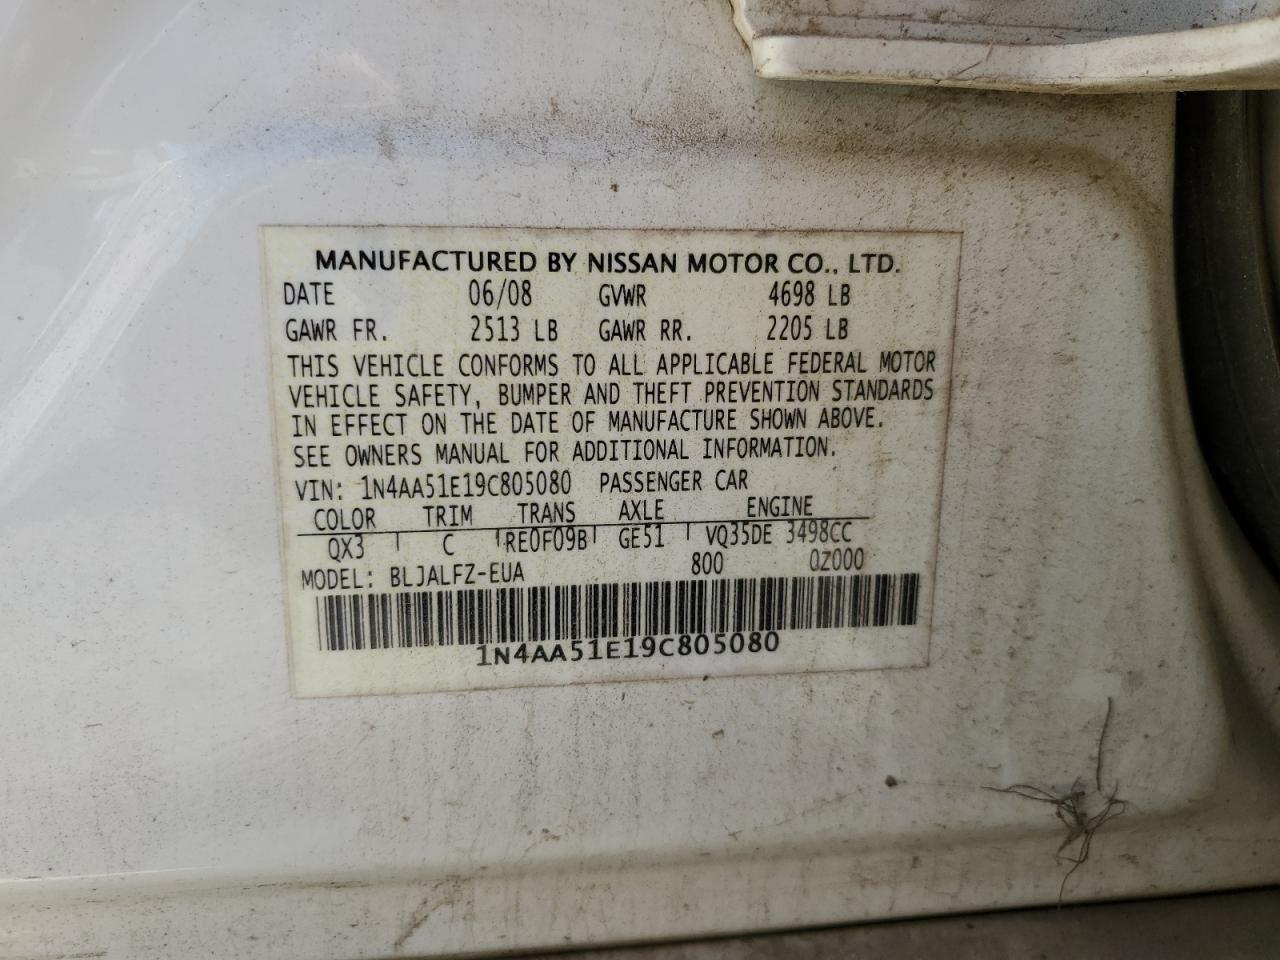 MANUFACTURED BY NISSAN MOTOR CO., LTD.
DATE 06/08 GVWR 4698 LB
GAWR FR. 2513 LB GAWR RR. 2205 LB
THIS VEHICLE CONFORMS TO ALL APPLICABLE FEDERAL MOTOR
VEHICLE SAFETY, BUMPER AND THEFT PREVENTION STANDARDS
IN EFFECT ON THE DATE OF MANUFACTURE SHOWN ABOVE.
SEE OWNERS MANUAL FOR ADDITIONAL INFORMATION.
VIN: 1N4AA51E19C805080 PASSENGER CAR
COLOR TRIM TRANS AXLE ENGINE
QX3 C RE0F09B GE51 VQ35DE 3498CC
MODEL: BLJALFZ-EUA 800 QZ000
1N4AA51E19C805080